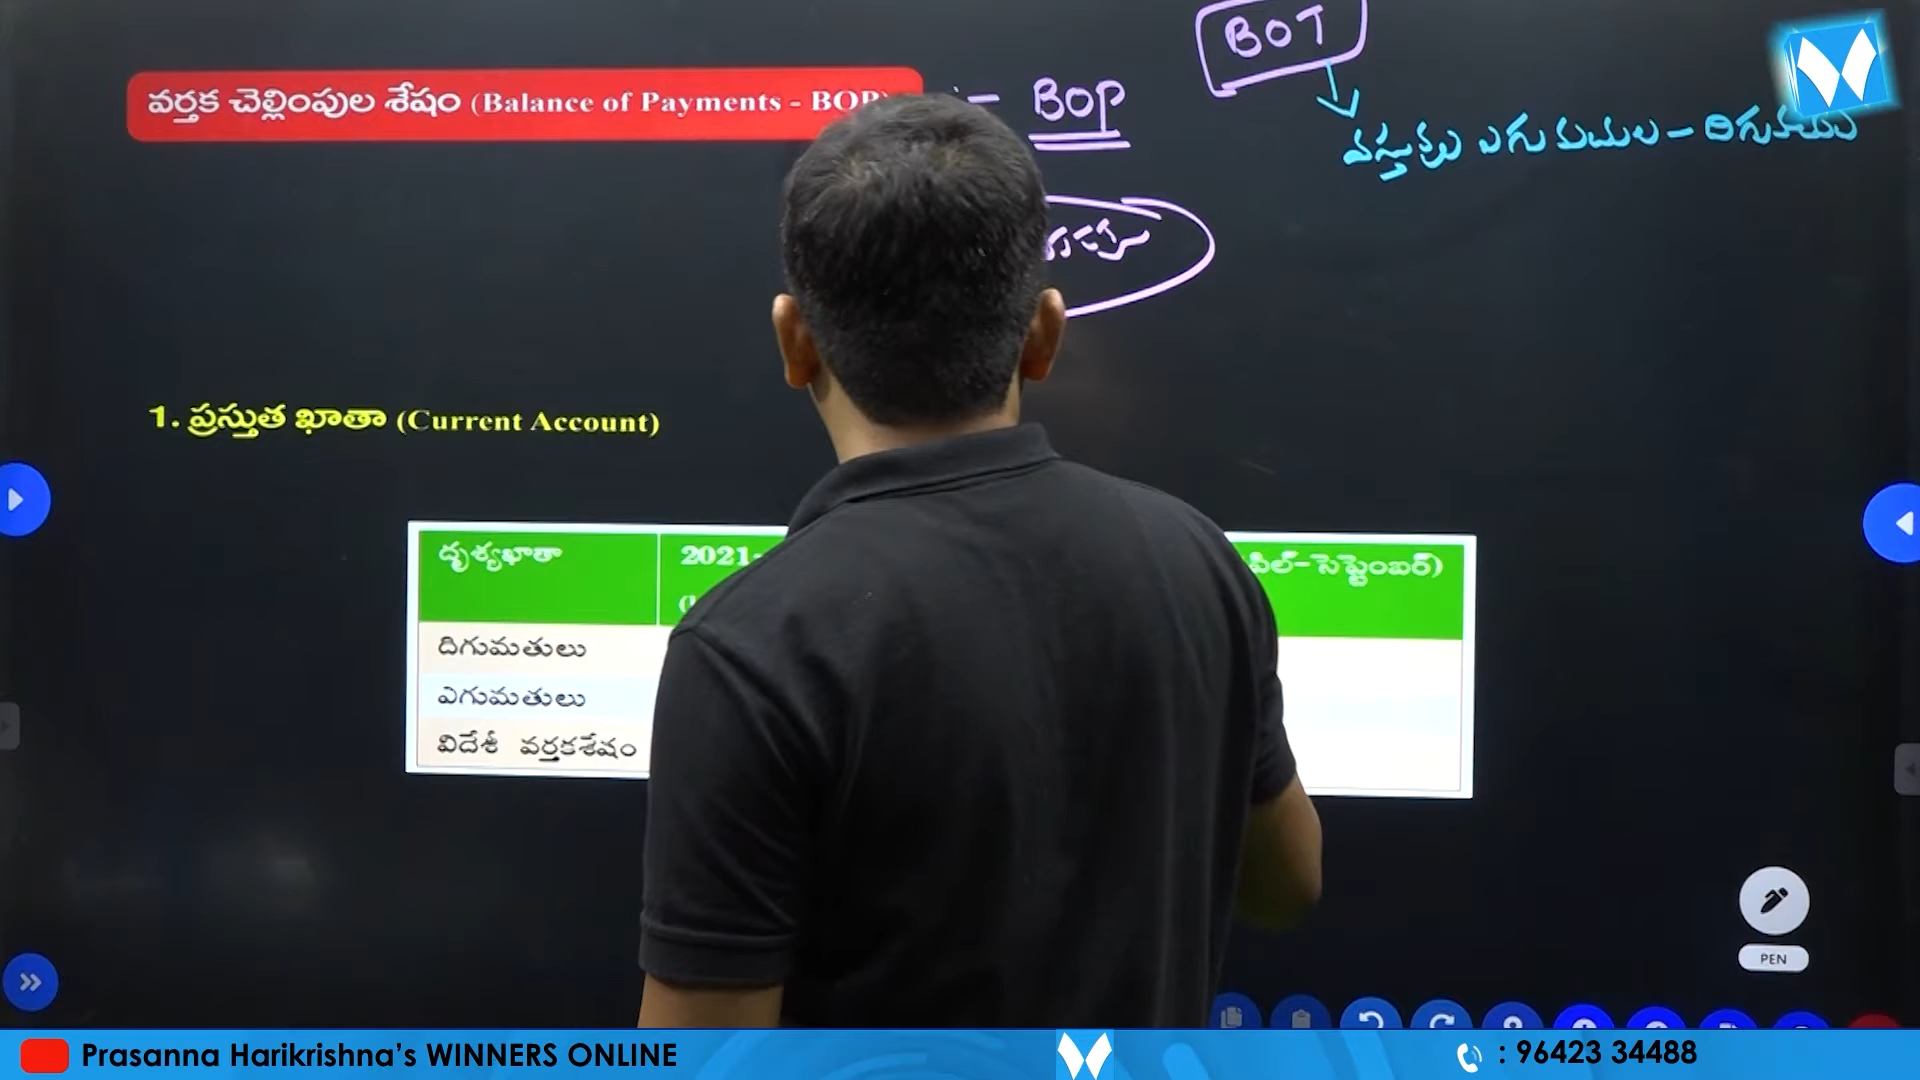 BOT
వర్తక చెల్లింపుల శేషం (Balance of Payments - BOP)
- BOP
వస్తువు ఎగుమతుల - దిగుమతు
1. ప్రస్తుత ఖాతా (Current Account)
దృశ్యఖాతా 2021-
సెప్టెంబర్)
దిగుమతులు
ఎగుమతులు
విదేశీ వర్తకశేషం
PEN
Prasanna Harikrishna's WINNERS ONLINE
: 96423 34488